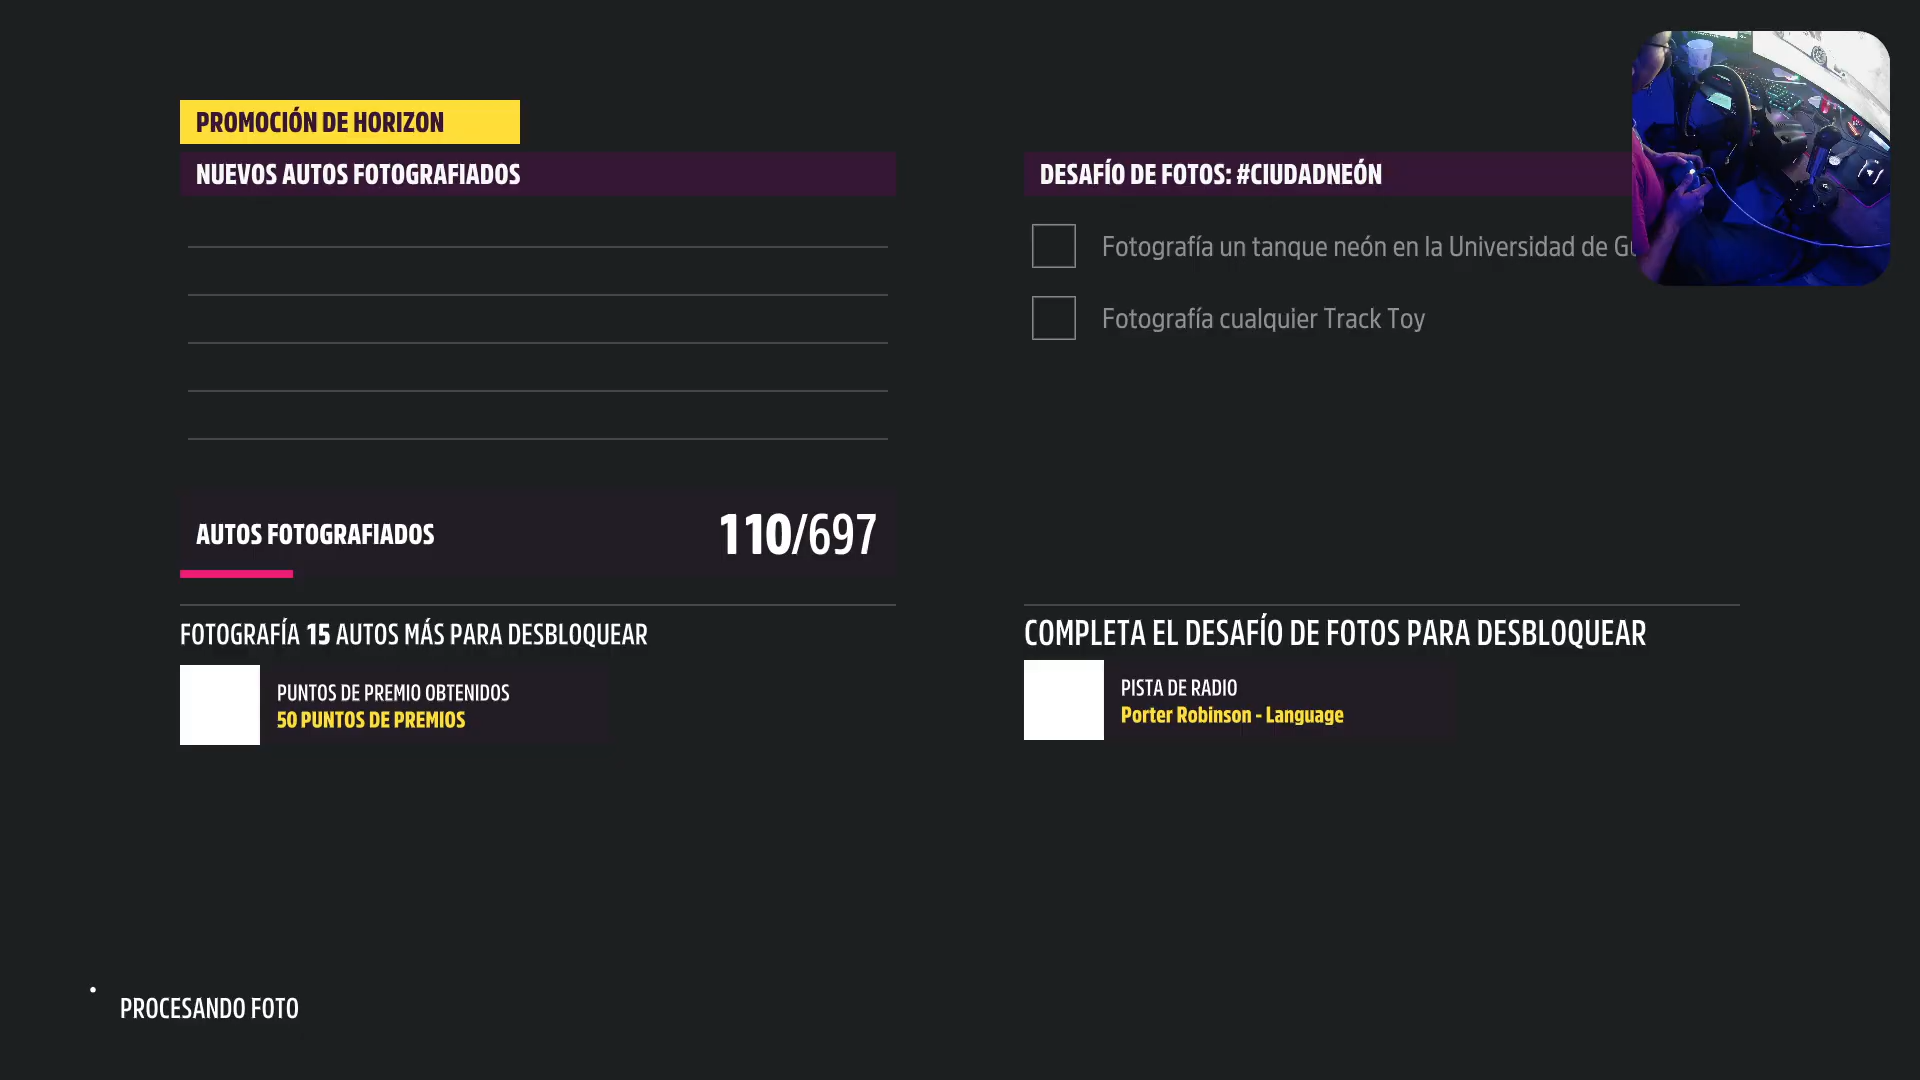 PROMOCIÓN DE HORIZON
NUEVOS AUTOS FOTOGRAFIADOS
AUTOS FOTOGRAFIADOS
110/697
FOTOGRAFÍA 15 AUTOS MÁS PARA DESBLOQUEAR
PUNTOS DE PREMIO OBTENIDOS
50 PUNTOS DE PREMIOS
DESAFÍO DE FOTOS: #CIUDADNEÓN
Fotografía un tanque neón en la Universidad de
Fotografía cualquier Track Toy
COMPLETA EL DESAFÍO DE FOTOS PARA DESBLOQUEAR
PISTA DE RADIO
Porter Robinson - Language
PROCESANDO FOTO